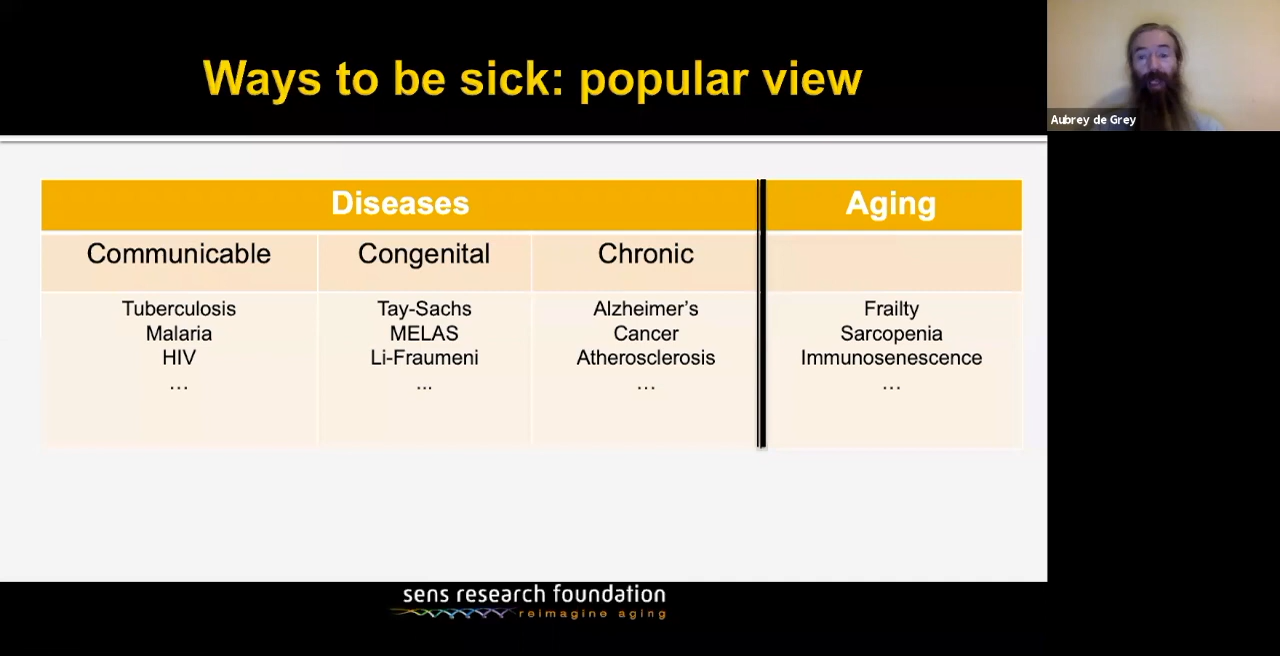 Ways to be sick: popular view
Aubrey de Grey
Diseases
Aging
Communicable
Congenital
Chronic
Tuberculosis
Malaria
HIV
…
Tay-Sachs
MELAS
Li-Fraumeni
...
Alzheimer’s
Cancer
Atherosclerosis
…
Frailty
Sarcopenia
Immunosenescence
…
sens research foundation
reimagine aging